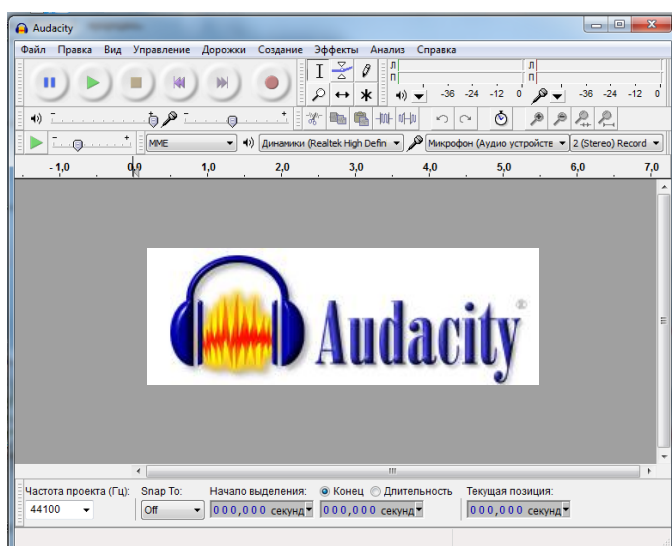 Audacity
Файл Правка Вид Управление Дорожки Создание Эффекты Анализ Справка
Л Л
П П
-36 -24 -12 0 -36 -24 -12 0
MME Динамики (Realtek High Defin Микрофон (Аудио устройств 2 (Stereo) Record
- 1,0 0,0 1,0 2,0 3,0 4,0 5,0 6,0 7,0
Audacity®
Частота проекта (Гц): Snap To: Начало выделения: Конец Длительность Текущая позиция:
44100 Off 000,000 секунд 000,000 секунд 000,000 секунд